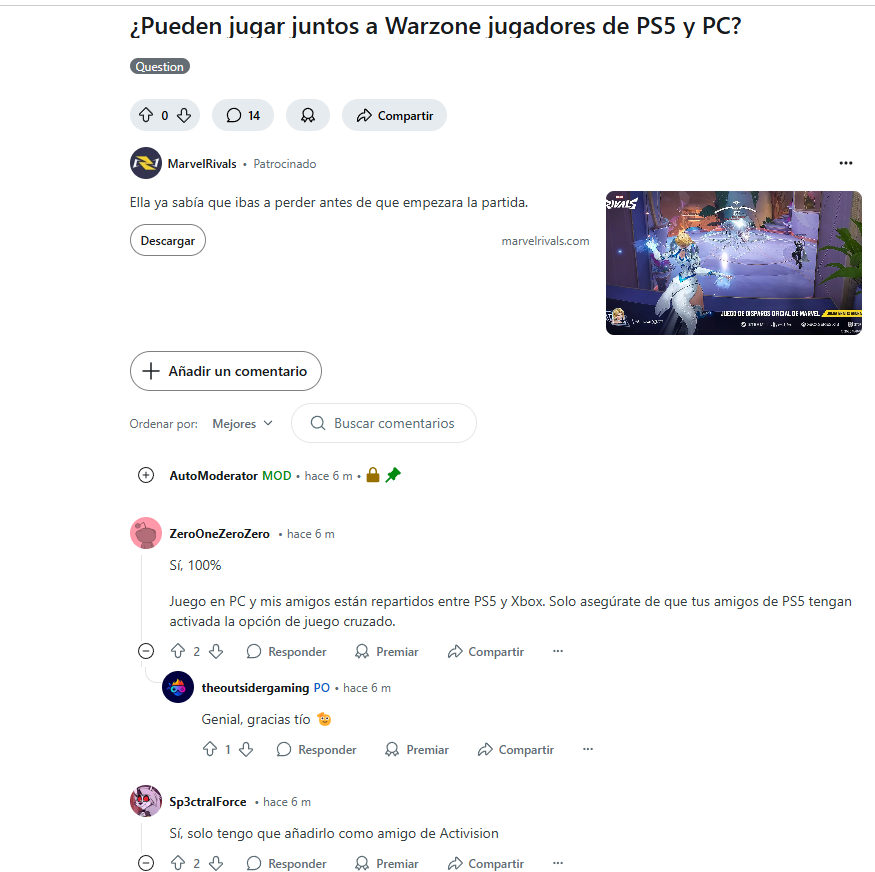 ¿Pueden jugar juntos a Warzone jugadores de PS5 y PC?
Question
0
14
Compartir
MarvelRivals • Patrocinado
Ella ya sabía que ibas a perder antes de que empezara la partida.
Descargar
marvelrivals.com
RIVALS
JUEGO DE DISPAROS OFICIAL DE MARVEL
STEAM
Añadir un comentario
Ordenar por: Mejores
Buscar comentarios
AutoModerator MOD • hace 6 m •
ZeroOneZeroZero • hace 6 m
Sí, 100%
Juego en PC y mis amigos están repartidos entre PS5 y Xbox. Solo asegúrate de que tus amigos de PS5 tengan
activada la opción de juego cruzado.
2 Responder Premiar Compartir ...
theoutsidergaming PO • hace 6 m
Genial, gracias tío 🫡
1 Responder Premiar Compartir ...
Sp3ctralForce • hace 6 m
Sí, solo tengo que añadirlo como amigo de Activision
2 Responder Premiar Compartir ...